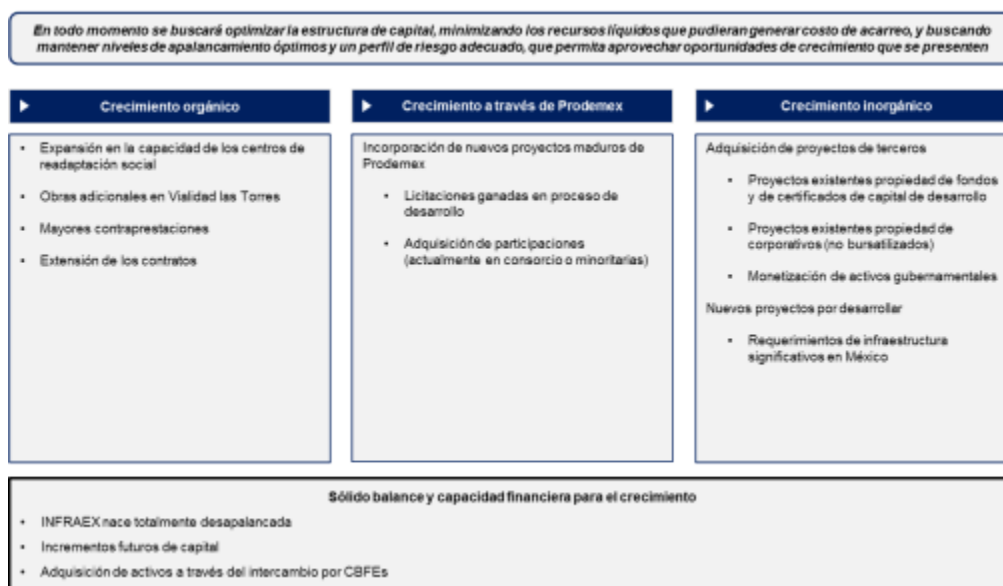 En todo momento se buscará optimizar la estructura de capital, minimizando los recursos líquidos que pudieran generar costo de acarreo, y buscando
mantener niveles de apalancamiento óptimos y un perfil de riesgo adecuado, que permita aprovechar oportunidades de crecimiento que se presenten
Crecimiento orgánico
• Expansión en la capacidad de los centros de
readaptación social
• Obras adicionales en Vialidad las Torres
• Mayores contraprestaciones
• Extensión de los contratos
Crecimiento a través de Prodemex
Incorporación de nuevos proyectos maduros de
Prodemex
• Licitaciones ganadas en proceso de
desarrollo
• Adquisición de participaciones
(actualmente en consorcio o minoritarias)
Crecimiento inorgánico
Adquisición de proyectos de terceros
• Proyectos existentes propiedad de fondos
y de certificados de capital de desarrollo
• Proyectos existentes propiedad de
corporativos (no bursatilizados)
• Monetización de activos gubernamentales
Nuevos proyectos por desarrollar
• Requerimientos de infraestructura
significativos en México
Sólido balance y capacidad financiera para el crecimiento
• INFRAEX nace totalmente desapalancada
• Incrementos futuros de capital
• Adquisición de activos a través del intercambio por CBFEs